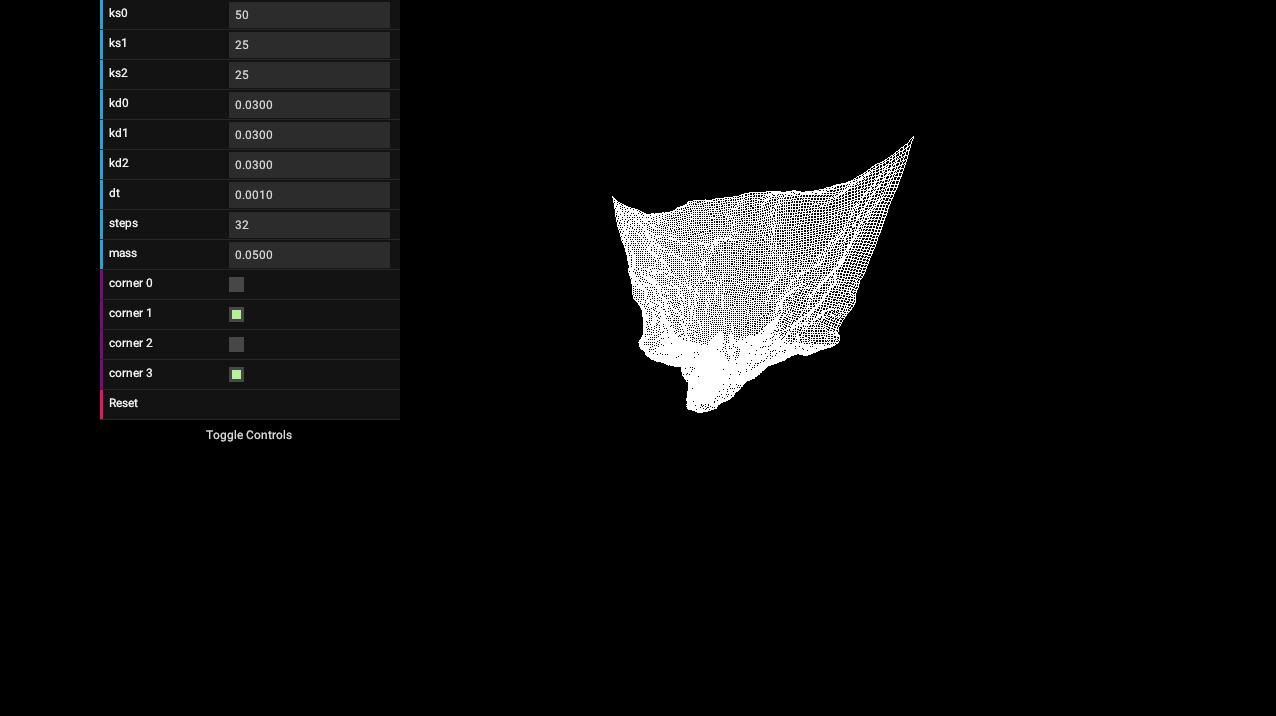 ks0 50
ks1 25
ks2 25
kd0 0.0300
kd1 0.0300
kd2 0.0300
dt 0.0010
steps 32
mass 0.0500
corner 0
corner 1
corner 2
corner 3
Reset
Toggle Controls